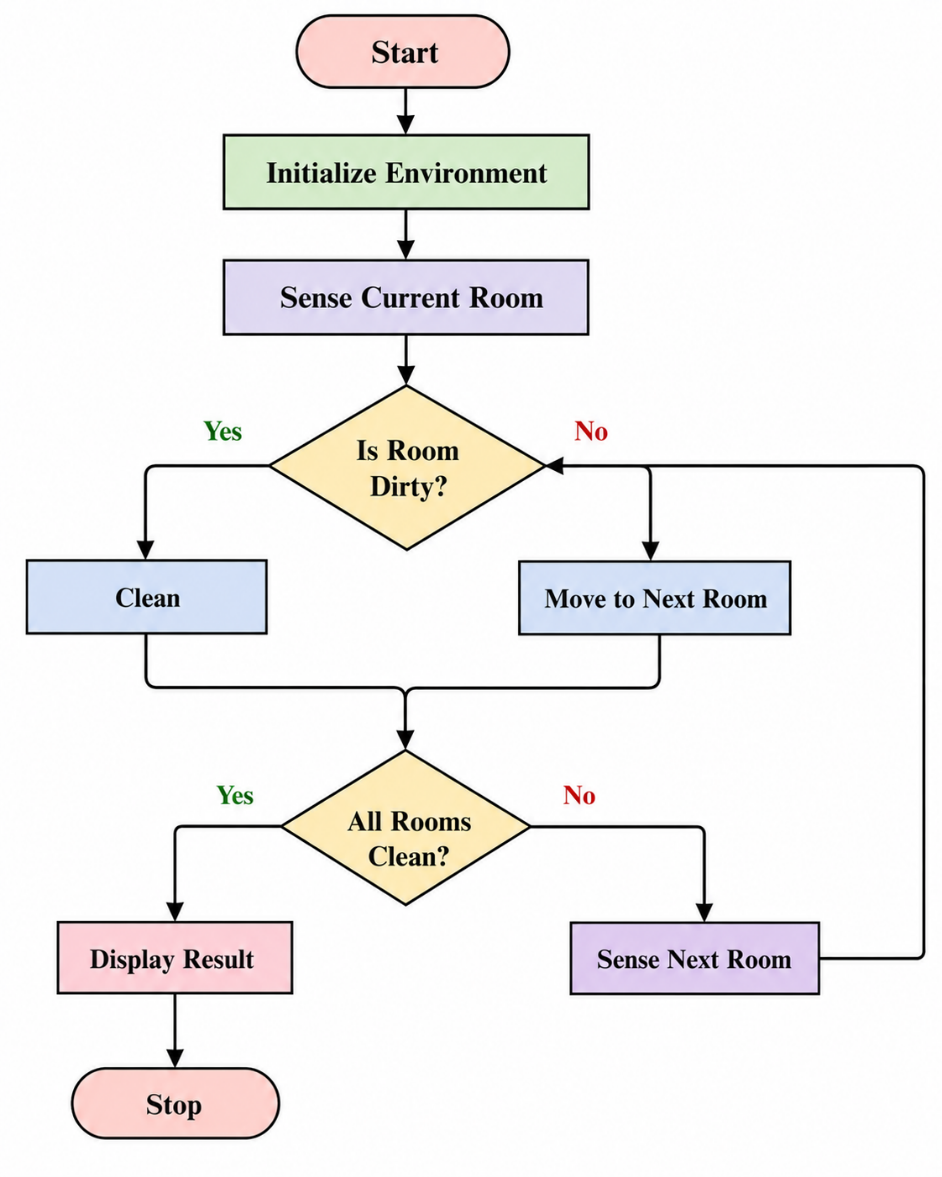 Start
Initialize Environment
Sense Current Room
Yes
No
Is Room
Dirty?
Clean
Move to Next Room
Yes
No
All Rooms
Clean?
Display Result
Sense Next Room
Stop